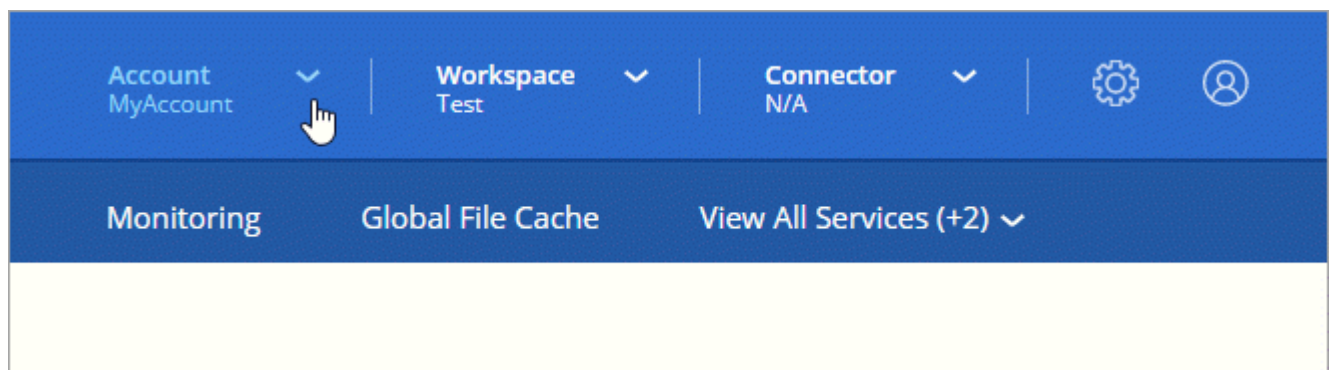 Account
MyAccount
Workspace
Test
Connector
N/A
Monitoring
Global File Cache
View All Services (+2)